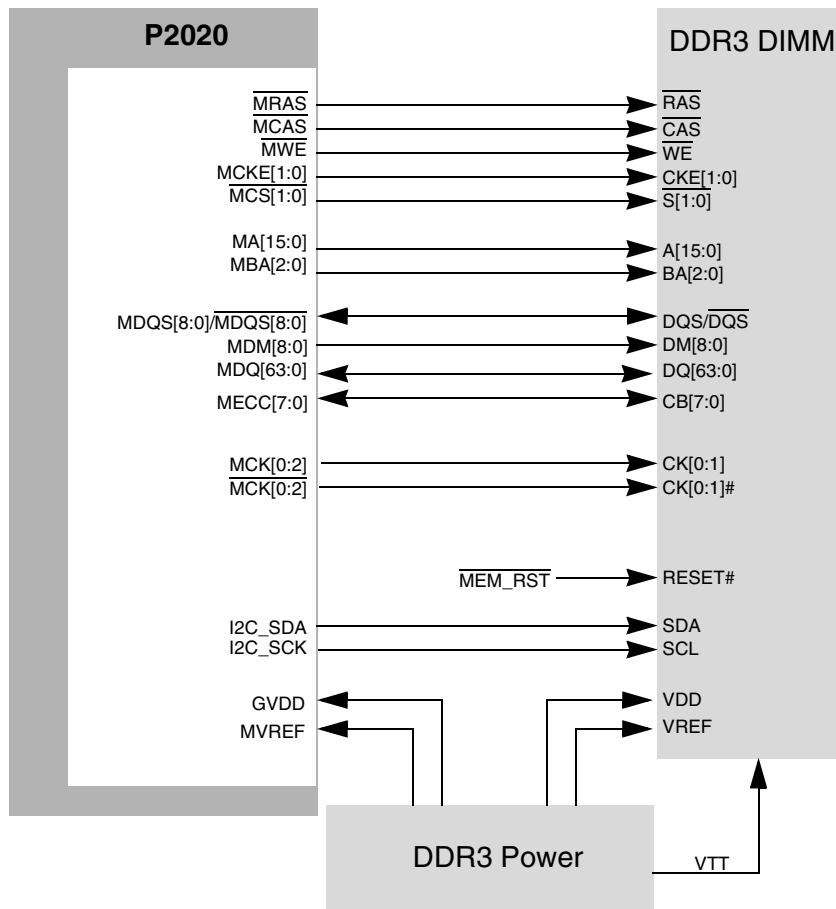 P2020
DDR3 DIMM
MRAS
RAS
MCAS
CAS
MWE
WE
MCKE[1:0]
CKE[1:0]
MCS[1:0]
S[1:0]
MA[15:0]
A[15:0]
MBA[2:0]
BA[2:0]
MDQS[8:0]/MDQS[8:0]
DQS/DQS
MDM[8:0]
DM[8:0]
MDQ[63:0]
DQ[63:0]
MECC[7:0]
CB[7:0]
MCK[0:2]
CK[0:1]
MCK[0:2]
CK[0:1]#
MEM_RST
RESET#
I2C_SDA
SDA
I2C_SCK
SCL
GVDD
VDD
MVREF
VREF
DDR3 Power
VTT